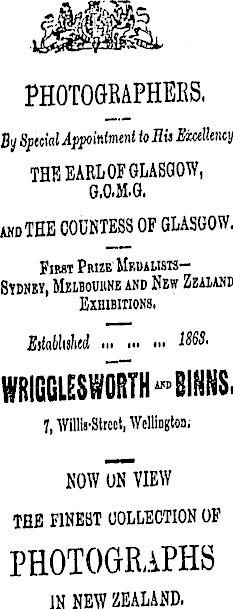 PHOTOGRAPHERS.
By Special Appointment to His Excellency
THE EARL OF GLASGOW,
G.C.M.G.
AND THE COUNTESS OF GLASGOW.
FIRST PRIZE MEDALISTS—
SYDNEY, MELBOURNE AND NEW ZEALAND
EXHIBITIONS.
Established ... ... ... 1863.
WRIGGLESWORTH AND BINNS.
7, Willis-Street, Wellington.
NOW ON VIEW
THE FINEST COLLECTION OF
PHOTOGRAPHS
IN NEW ZEALAND.